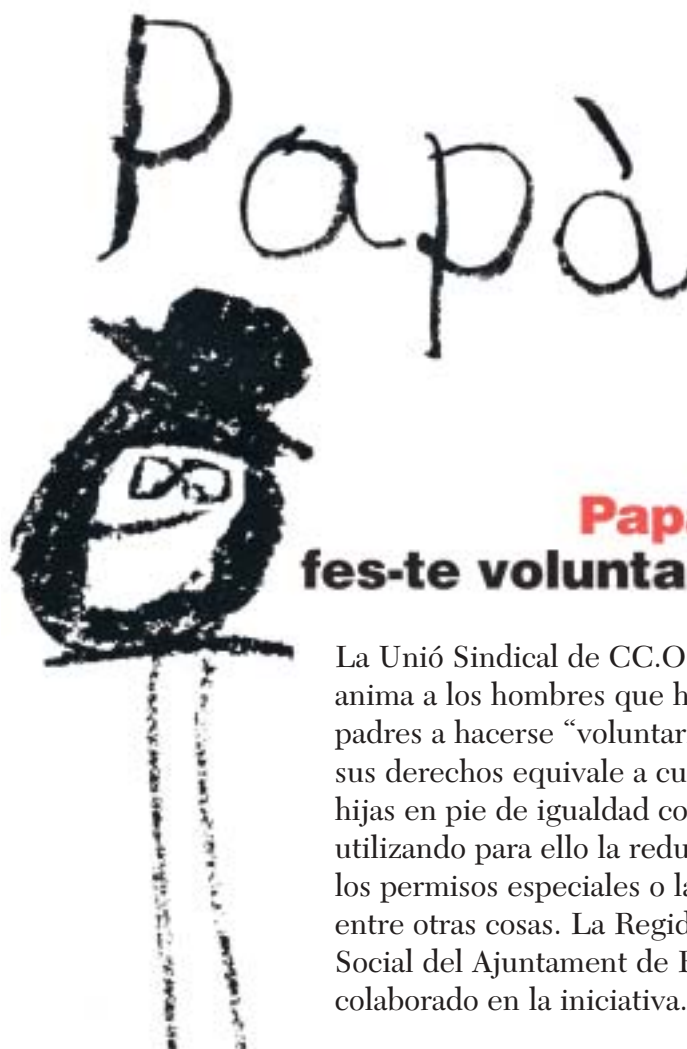 Papà
Papà
fes-te volunta
La Unió Sindical de CC.O
anima a los hombres que h
padres a hacerse “voluntar
sus derechos equivale a cu
hijas en pie de igualdad co
utilizando para ello la redu
los permisos especiales o la
entre otras cosas. La Regid
Social del Ajuntament de
colaborado en la iniciativa.